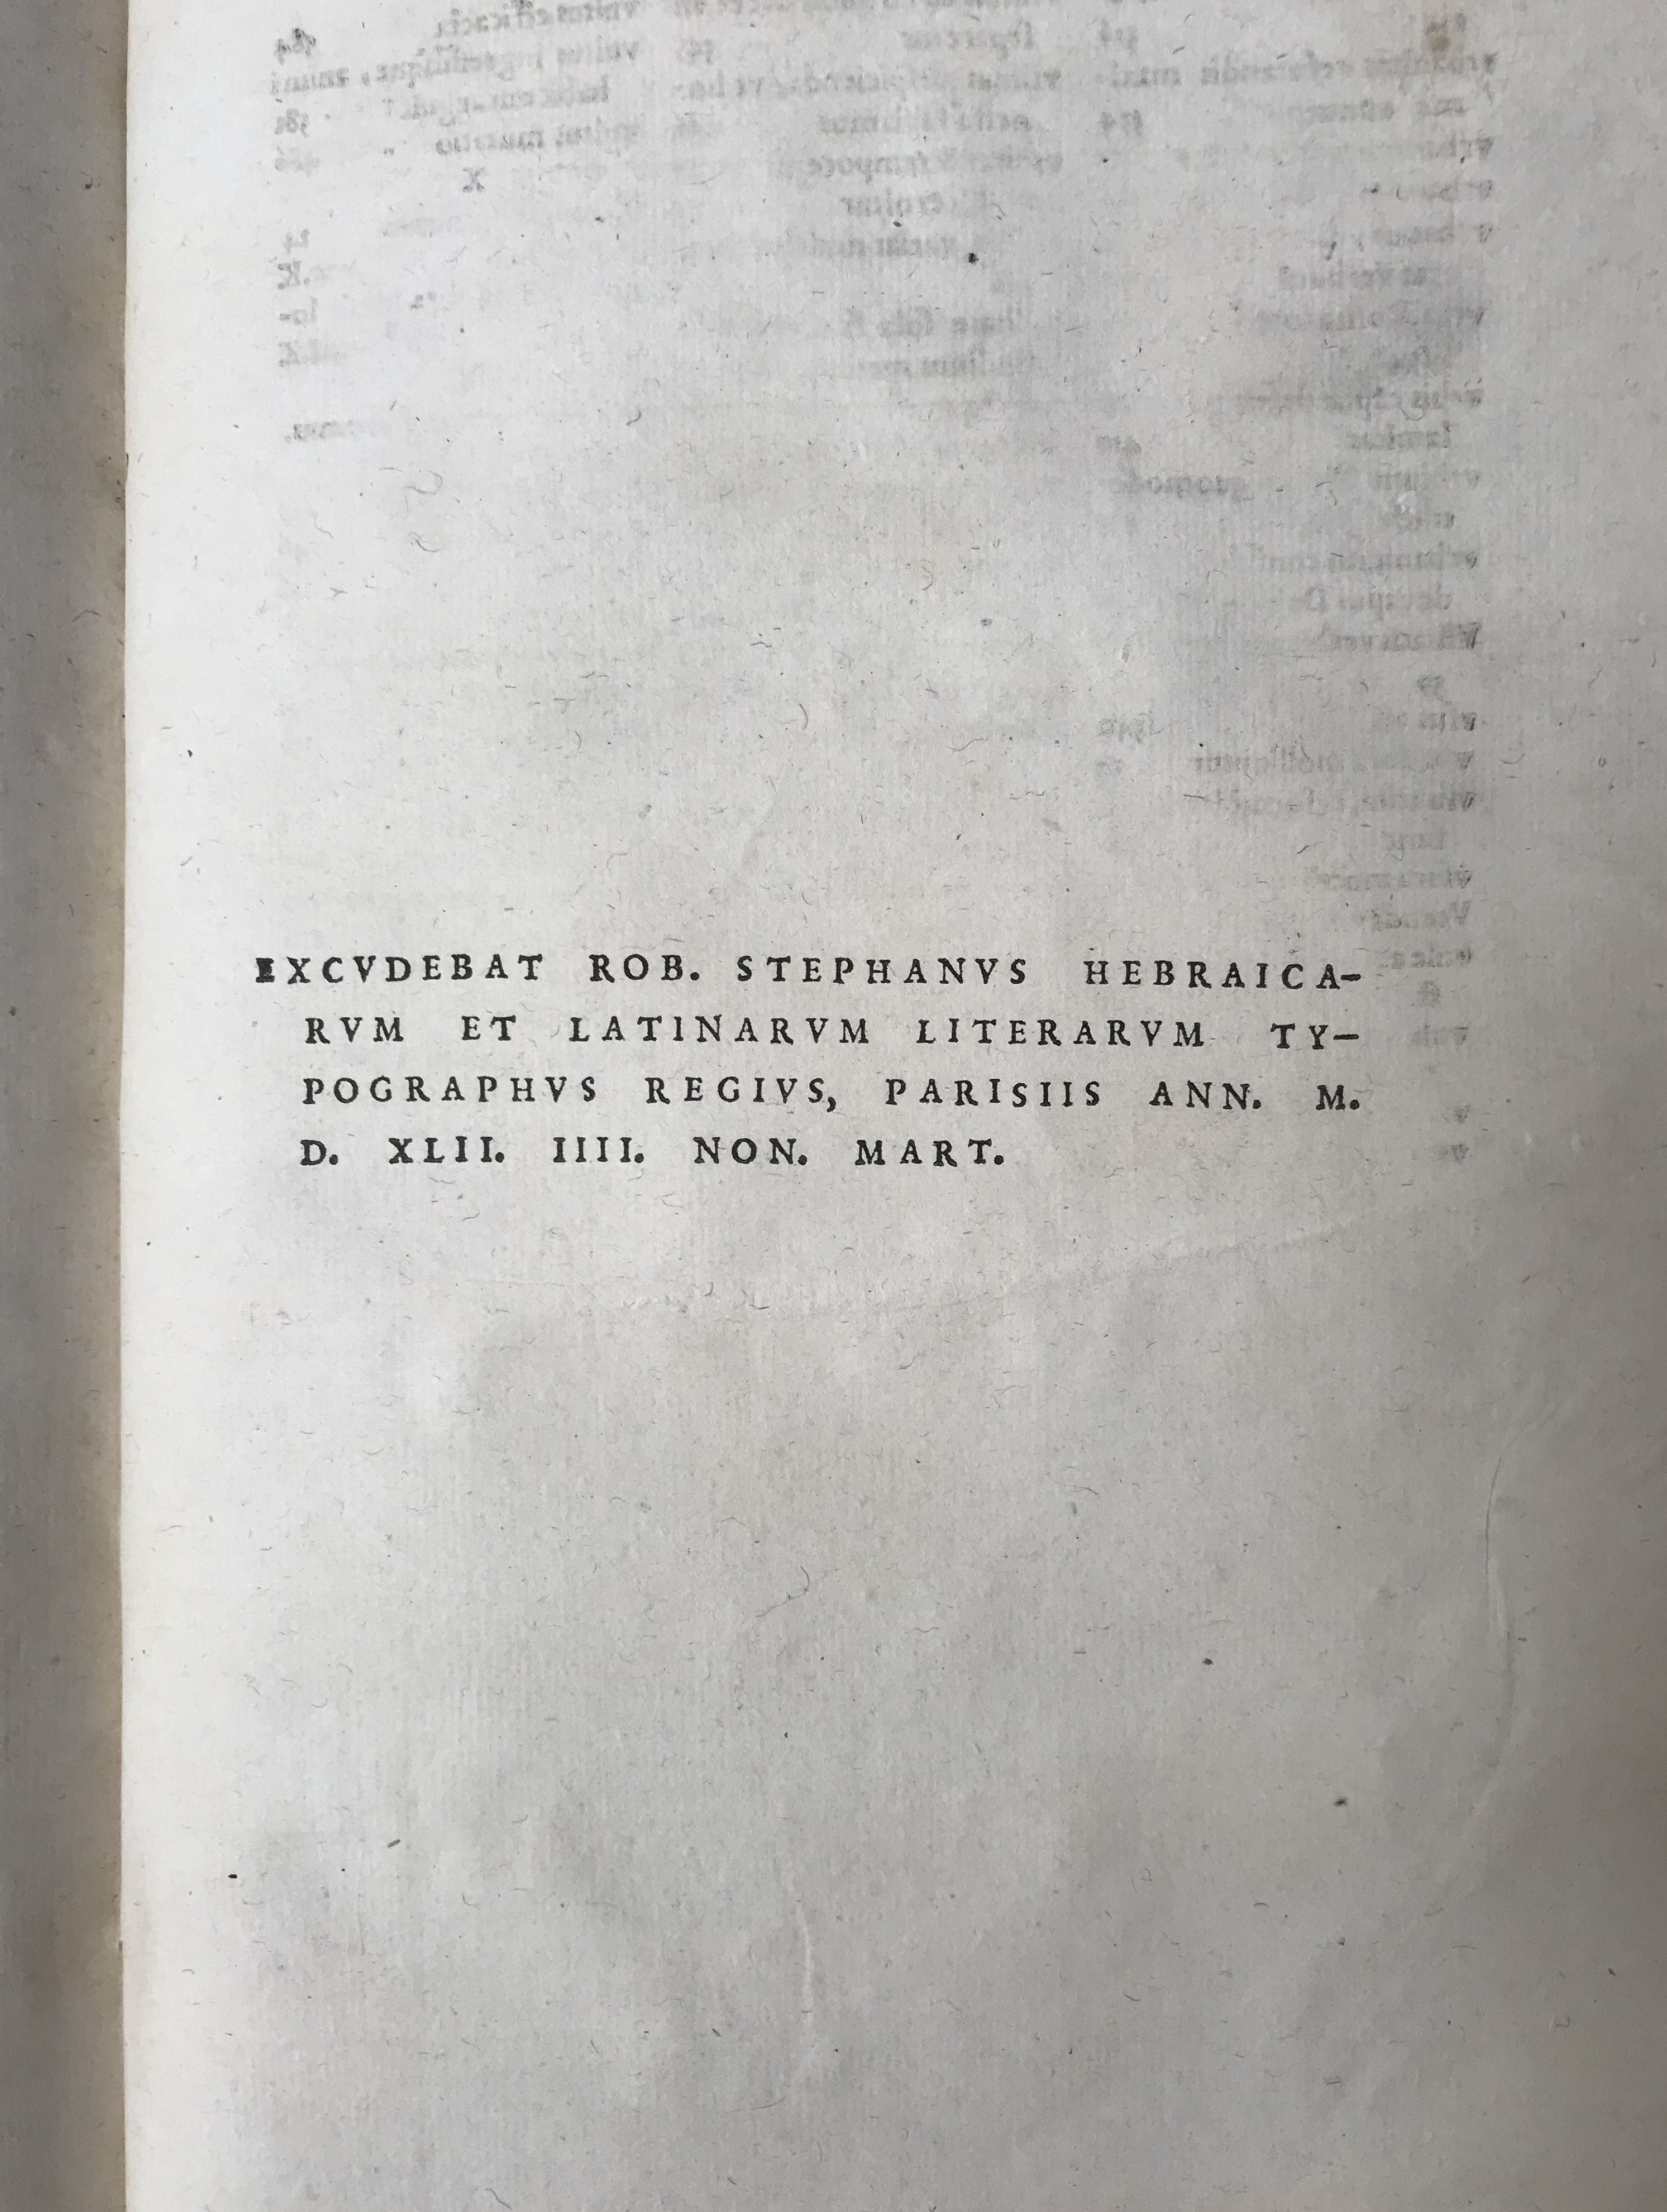 EXCVDEBAT ROB. STEPHANVS HEBRAICA-
RVM ET LATINARVM LITERARVM TY-
POGRAPHVS REGIVS, PARISIIS ANN. M.
D. XLII. IIII. NON. MART.